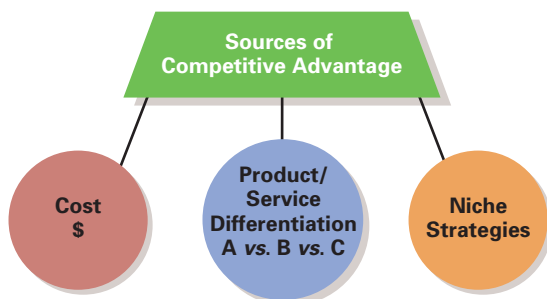 Sources of
Competitive Advantage
Cost
$
Product/
Service
Differentiation
A vs. B vs. C
Niche
Strategies